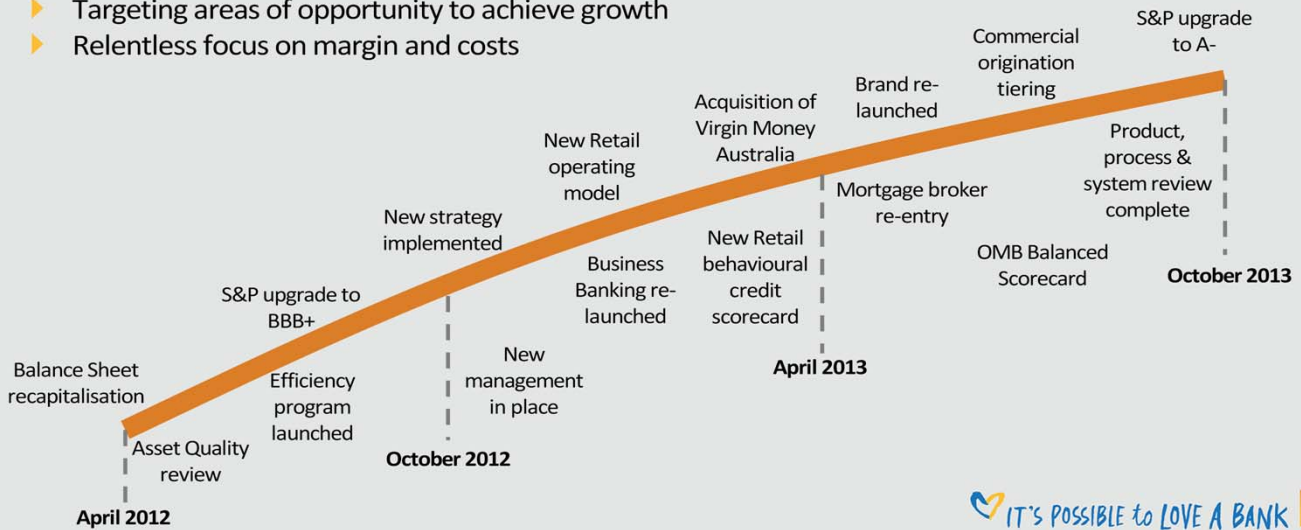 Targeting areas of opportunity to achieve growth
Relentless focus on margin and costs
S&P upgrade
to A-
Commercial
origination
tiering
Brand re-
launched
Acquisition of
Virgin Money
Australia
New Retail
operating
model
New strategy
implemented
S&P upgrade to
BBB+
Balance Sheet
recapitalisation
Asset Quality
review
Efficiency
program
launched
New
management
in place
Business
Banking re-
launched
New Retail
behavioural
credit
scorecard
Mortgage broker
re-entry
OMB Balanced
Scorecard
Product,
process &
system review
complete
April 2012
October 2012
April 2013
October 2013
IT'S POSSIBLE to LOVE A BANK